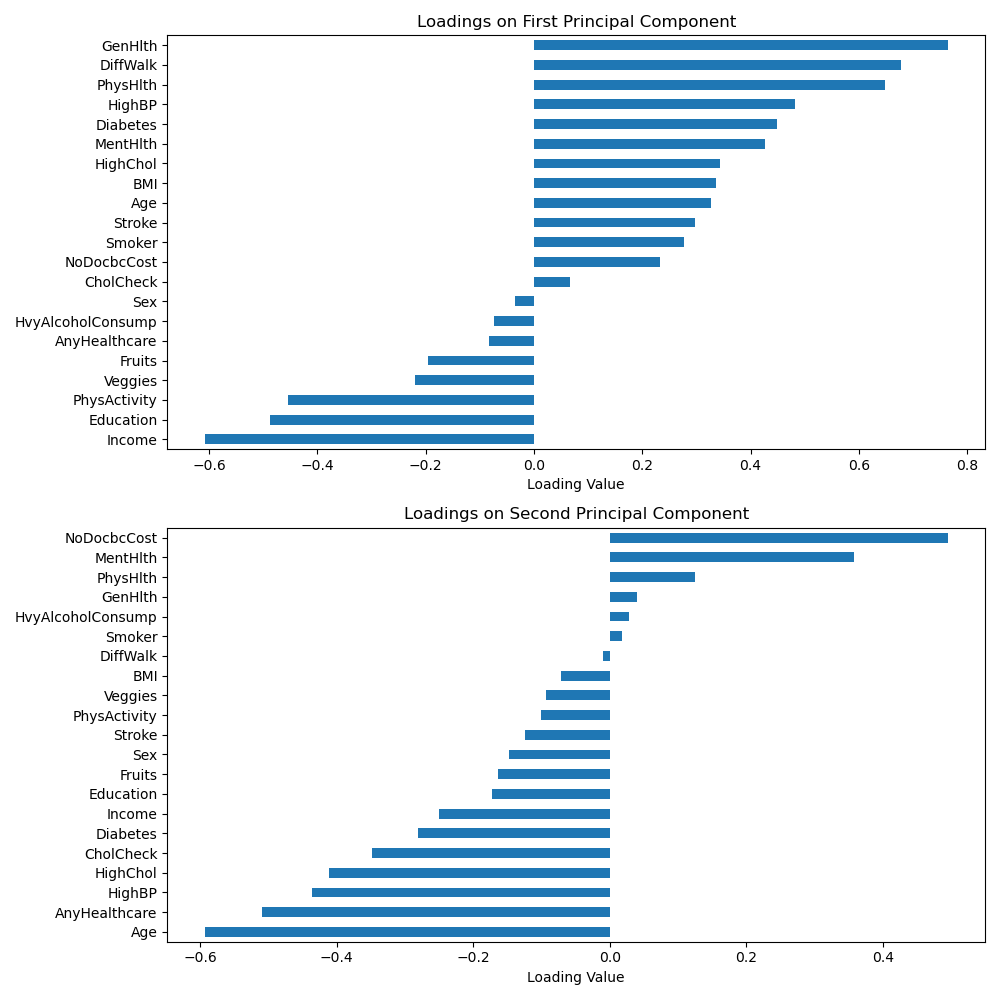 Loadings on First Principal Component
GenHlth
DiffWalk
PhysHlth
HighBP
Diabetes
MentHlth
HighChol
BMI
Age
Stroke
Smoker
NoDocbcCost
CholCheck
Sex
HvyAlcoholConsump
AnyHealthcare
Fruits
Veggies
PhysActivity
Education
Income
−0.6 −0.4 −0.2 0.0 0.2 0.4 0.6 0.8
Loading Value
Loadings on Second Principal Component
NoDocbcCost
MentHlth
PhysHlth
GenHlth
HvyAlcoholConsump
Smoker
DiffWalk
BMI
Veggies
PhysActivity
Stroke
Sex
Fruits
Education
Income
Diabetes
CholCheck
HighChol
HighBP
AnyHealthcare
Age
−0.6 −0.4 −0.2 0.0 0.2 0.4
Loading Value